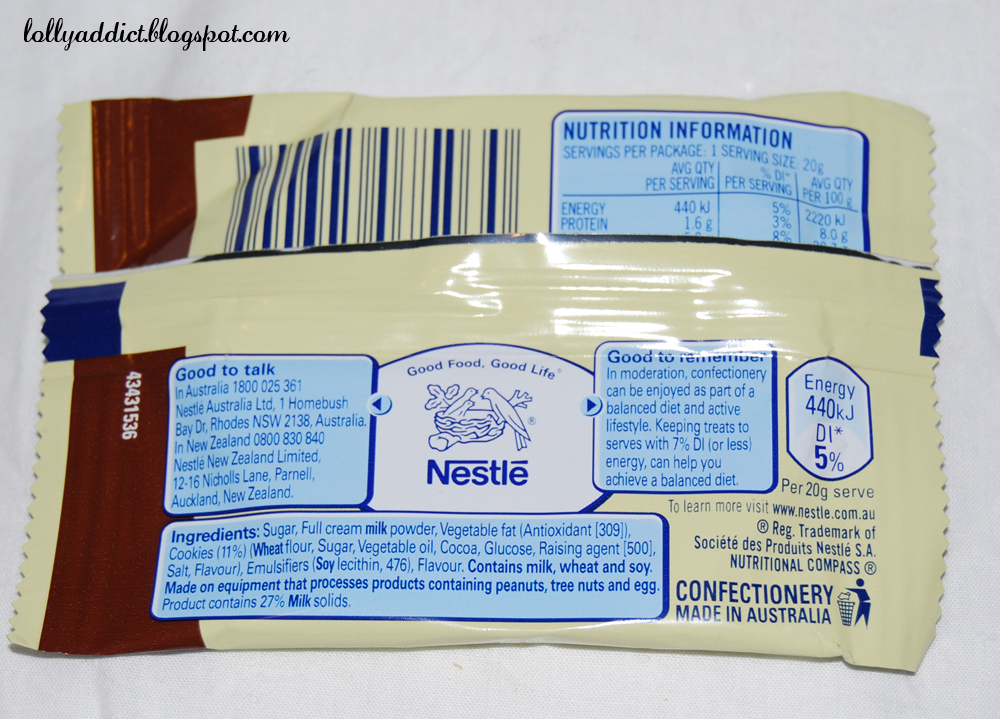 lollyaddict.blogspot.com
NUTRITION INFORMATION
SERVINGS PER PACKAGE: 1 SERVING SIZE: 20g
AVG QTY PER SERVING % DI* PER SERVING AVG QTY PER 100 g
ENERGY 440 kJ 5% 2220 kJ
PROTEIN 1.6 g 3% 8.0 g
8%
43431536
Good to talk
In Australia 1800 025 361
Nestlé Australia Ltd, 1 Homebush
Bay Dr, Rhodes NSW 2138, Australia.
In New Zealand 0800 830 840
Nestlé New Zealand Limited,
12-16 Nicholls Lane, Parnell,
Auckland, New Zealand.
Good Food, Good Life®
®
Nestlé
Good to remember
In moderation, confectionery
can be enjoyed as part of a
balanced diet and active
lifestyle. Keeping treats to
serves with 7% DI (or less)
energy, can help you
achieve a balanced diet.
Energy
440kJ
DI*
5%
Per 20g serve
To learn more visit www.nestle.com.au
® Reg. Trademark of
Société des Produits Nestlé S.A.
NUTRITIONAL COMPASS ®
Ingredients: Sugar, Full cream milk powder, Vegetable fat (Antioxidant [309]),
Cookies (11%) (Wheat flour, Sugar, Vegetable oil, Cocoa, Glucose, Raising agent [500],
Salt, Flavour), Emulsifiers (Soy lecithin, 476), Flavour. Contains milk, wheat and soy.
Made on equipment that processes products containing peanuts, tree nuts and egg.
Product contains 27% Milk solids.
CONFECTIONERY
MADE IN AUSTRALIA